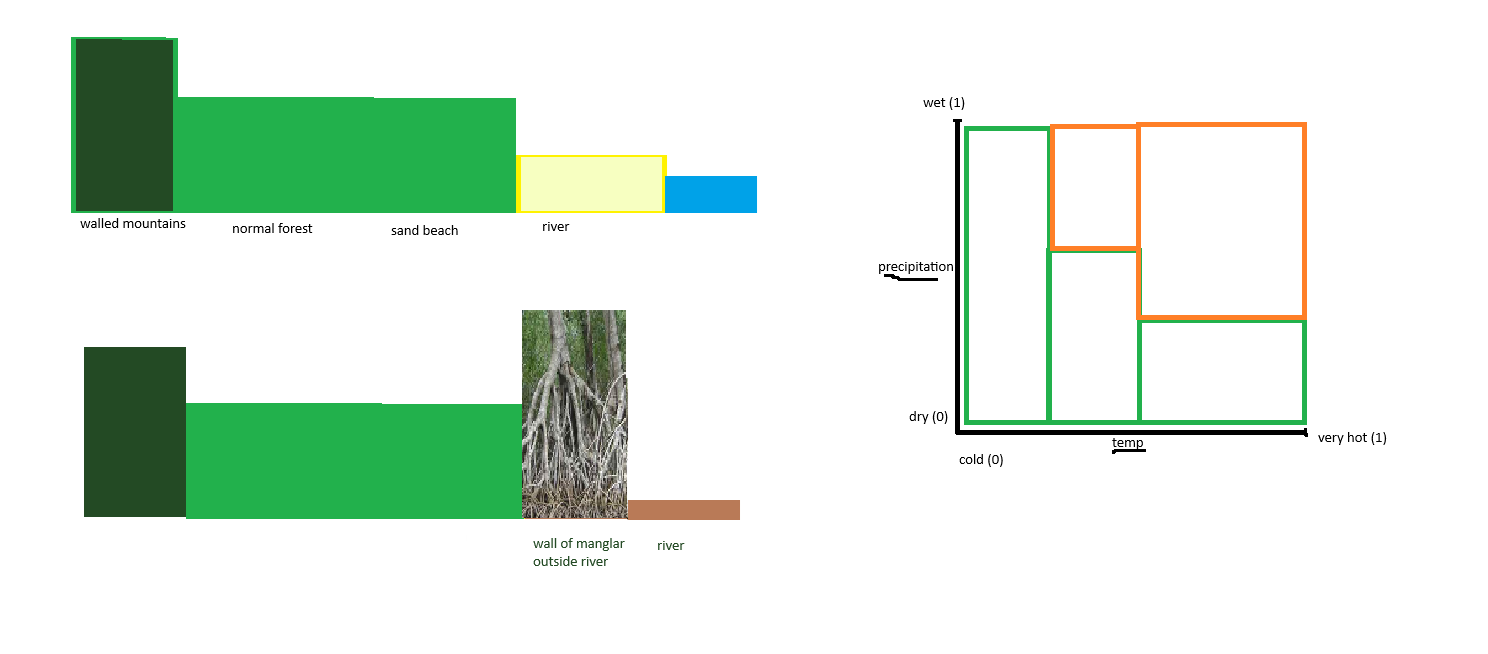 walled mountains
normal forest
sand beach
river
wall of manglar
outside river
river
wet (1)
precipitation
dry (0)
temp
very hot (1)
cold (0)